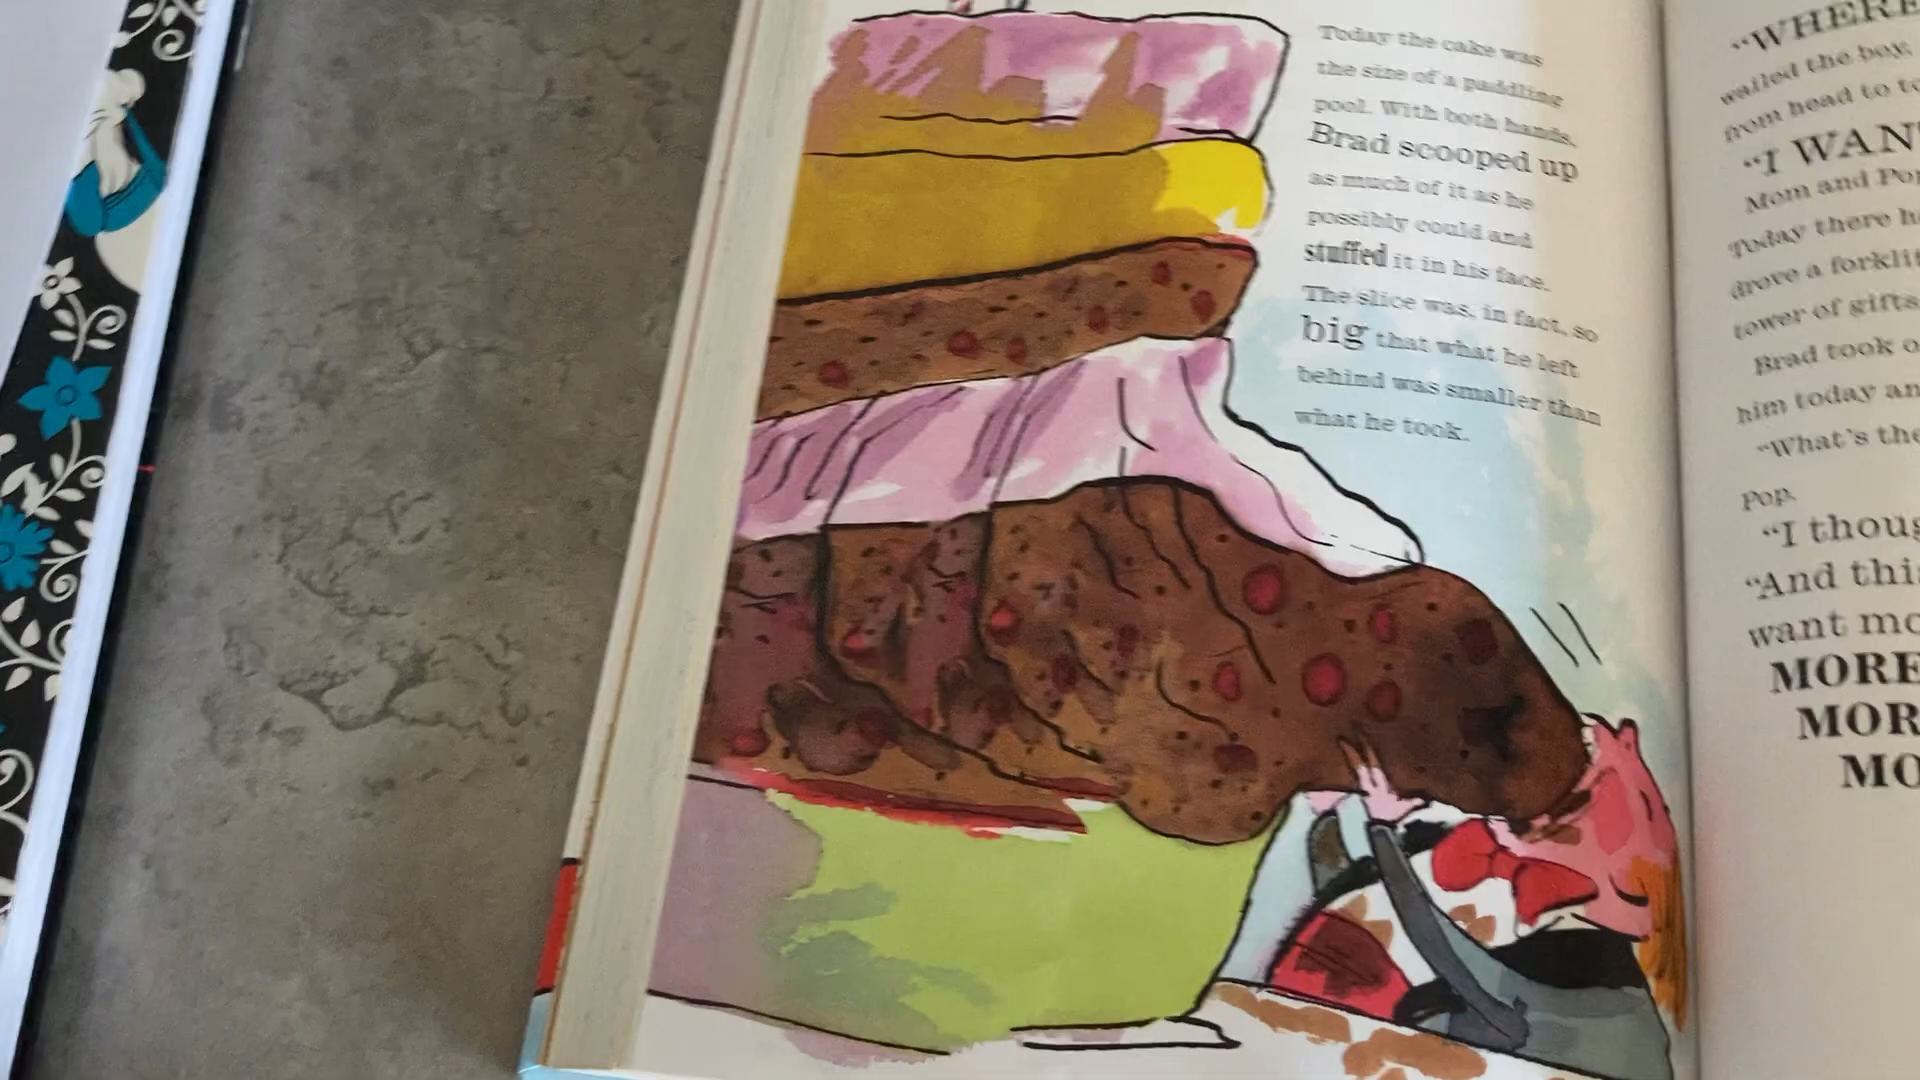 Today the cake was
the size of a paddling
pool. With both hands,
Brad scooped up
as much of it as he
possibly could and
stuffed it in his face.
The slice was, in fact, so
big that what he left
behind was smaller than
what he took.
“WHERE
wailed the boy.
from head to to
“I WAN
Mom and Pop
Today there h
drove a forklif
tower of gifts
Brad took o
him today an
“What’s the
Pop.
“I thoug
“And this
want mo
MORE
MOR
MO